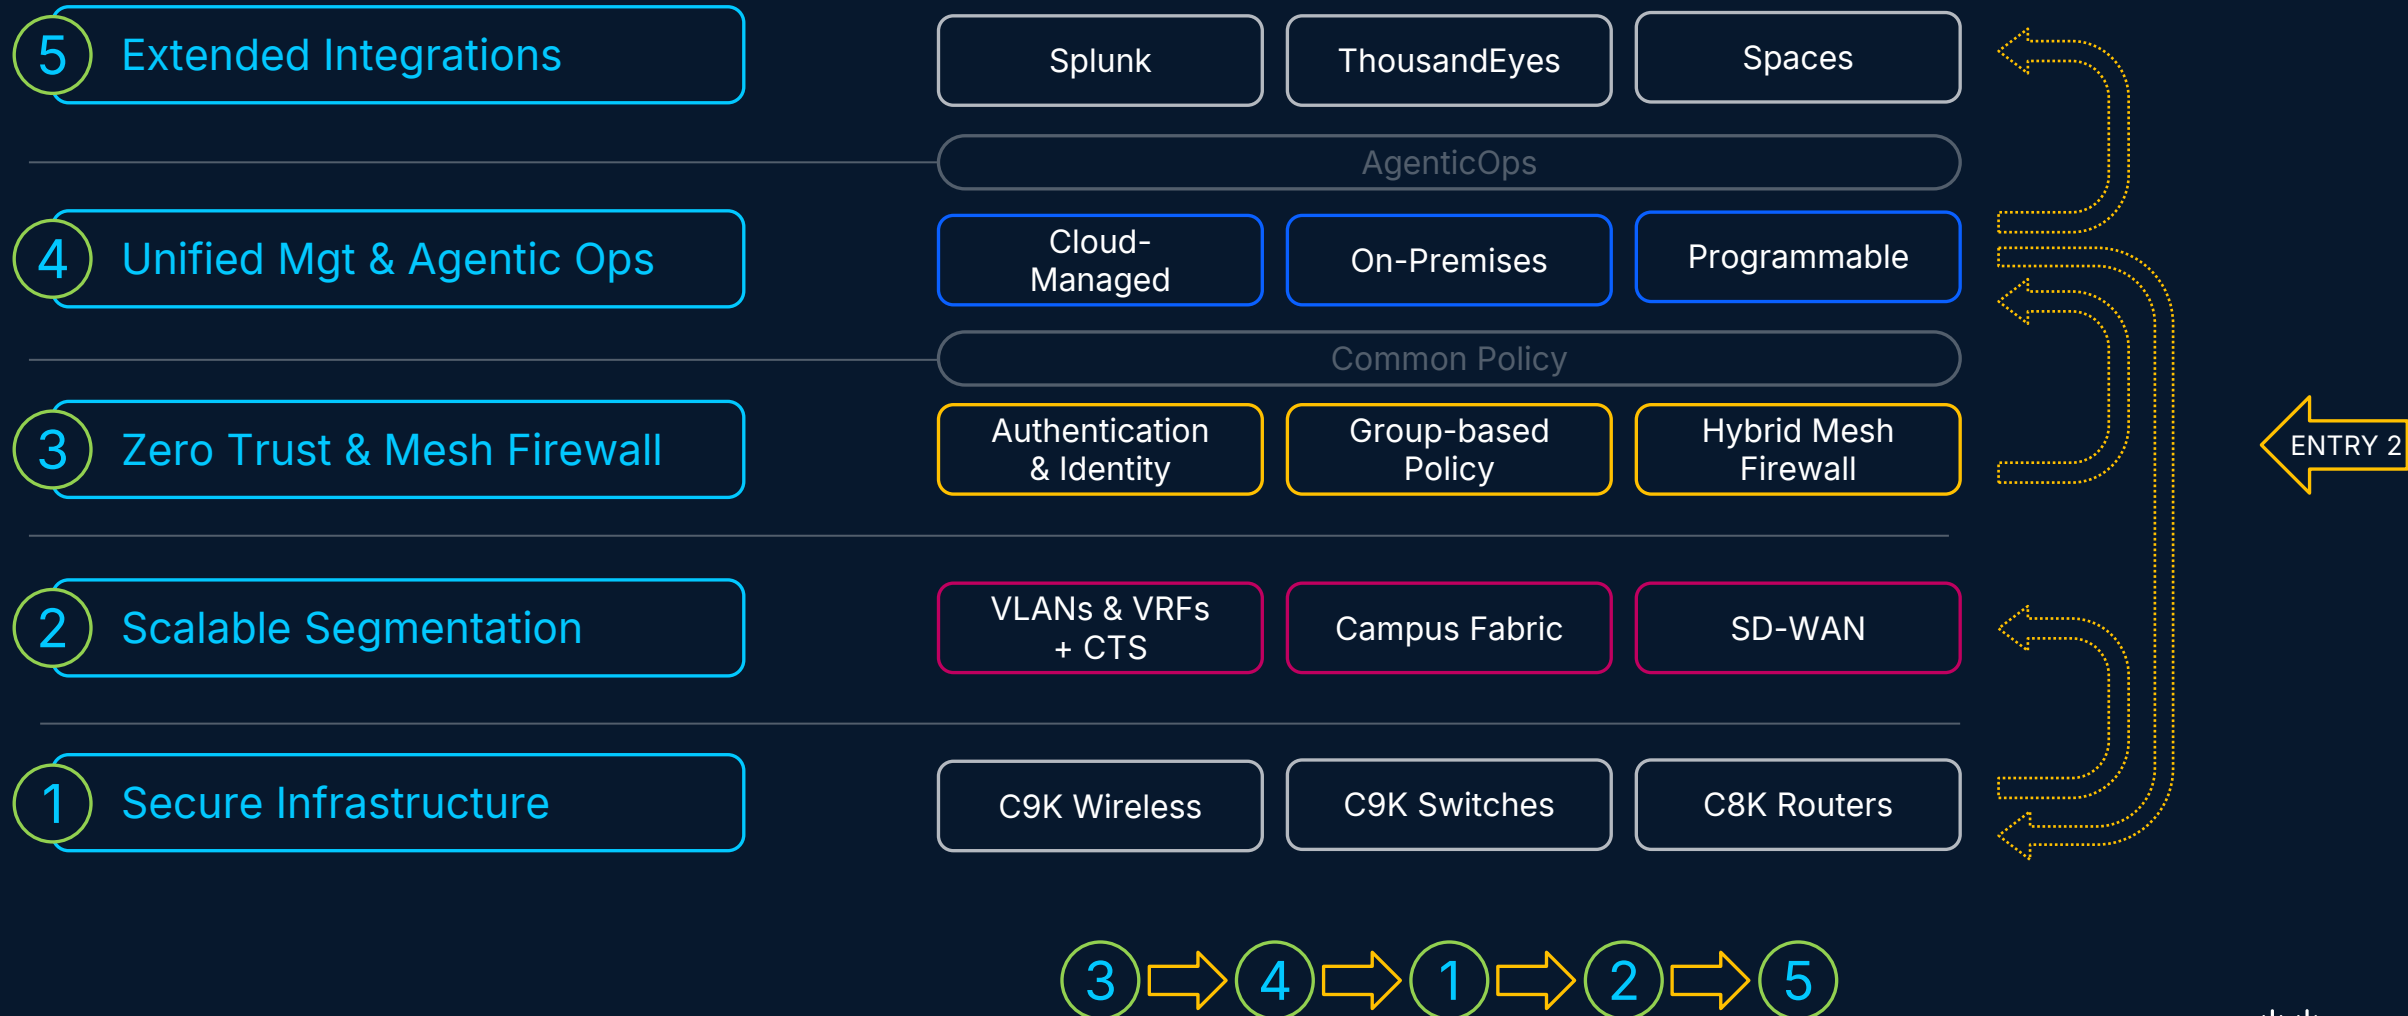 5 Extended Integrations
Splunk
ThousandEyes
Spaces
AgenticOps
4 Unified Mgt & Agentic Ops
Cloud-
Managed
On-Premises
Programmable
Common Policy
3 Zero Trust & Mesh Firewall
Authentication
& Identity
Group-based
Policy
Hybrid Mesh
Firewall
ENTRY 2
2 Scalable Segmentation
VLANs & VRFs
+ CTS
Campus Fabric
SD-WAN
1 Secure Infrastructure
C9K Wireless
C9K Switches
C8K Routers
3 4 1 2 5